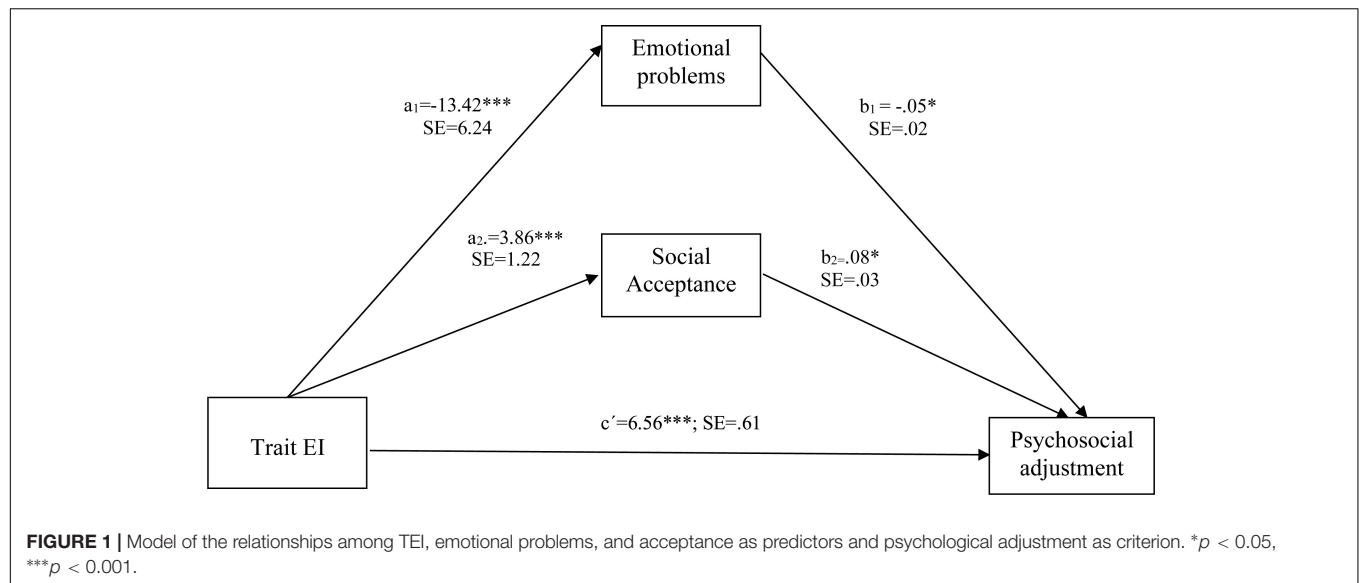 Emotional
problems
a1=-13.42***
SE=6.24
b1 = -.05*
SE=.02
a2.=3.86***
SE=1.22
Social
Acceptance
b2=.08*
SE=.03
Trait EI
c´=6.56***; SE=.61
Psychosocial
adjustment
FIGURE 1 | Model of the relationships among TEI, emotional problems, and acceptance as predictors and psychological adjustment as criterion. *p < 0.05,
***p < 0.001.